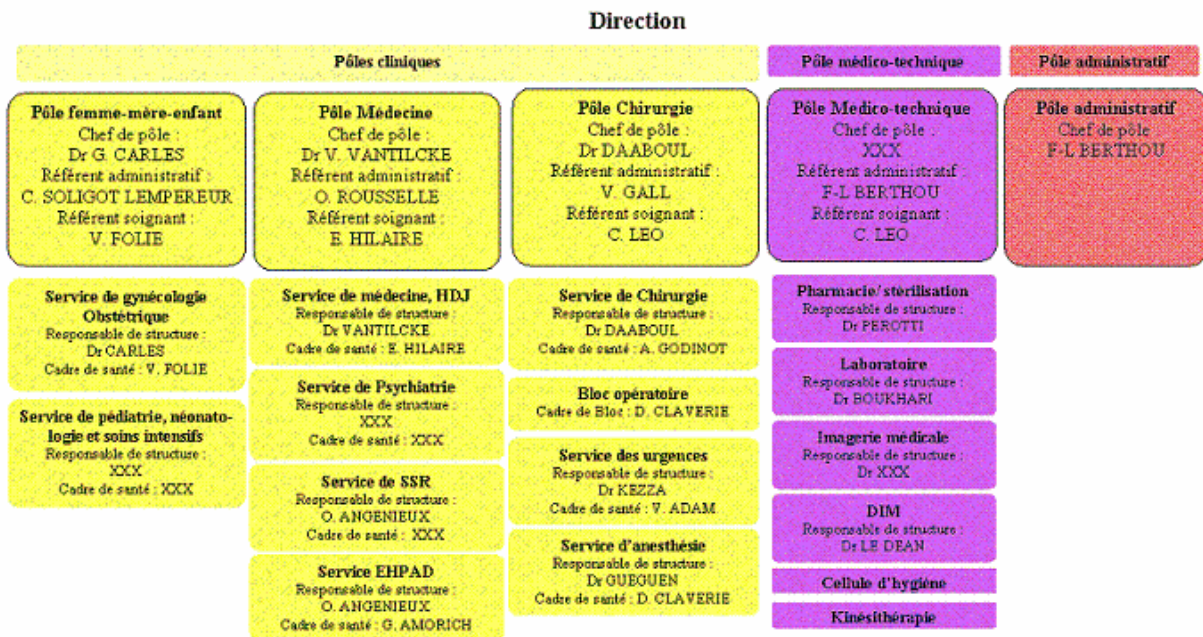 Direction
Pôles cliniques
Pôle médico-technique
Pôle administratif
Pôle femme-mère-enfant
Chef de pôle :
Dr G. CARLES
Référent administratif :
C. SOLIGOT LEMPEREUR
Référent soignant :
V. FOLIE
Pôle Médecine
Chef de pôle :
Dr V. VANTILCKE
Référent administratif :
O. ROUSSELLE
Référent soignant :
E. HILAIRE
Pôle Chirurgie
Chef de pôle :
Dr DAABOUL
Référent administratif :
V. GALL
Référent soignant :
C. LEO
Pôle Medico-technique
Chef de pôle :
XXX
Référent administratif :
F-L BERTHOU
Référent soignant :
C. LEO
Pôle administratif
Chef de pôle
F-L BERTHOU
Service de gynécologie
Obstétrique
Responsable de structure :
Dr CARLES
Cadre de santé : V. FOLIE
Service de pédiatrie, néonato-
logie et soins intensifs
Responsable de structure :
XXX
Cadre de santé : XXX
Service de médecine, HDJ
Responsable de structure :
Dr VANTILCKE
Cadre de santé : E. HILAIRE
Service de Psychiatrie
Responsable de structure :
XXX
Cadre de santé : XXX
Service de SSR
Responsable de structure :
O. ANGENIEUX
Cadre de santé : XXX
Service EHPAD
Responsable de structure :
O. ANGENIEUX
Cadre de santé : G. AMORICH
Service de Chirurgie
Responsable de structure :
Dr DAABOUL
Cadre de santé : A. GODINOT
Bloc opératoire
Cadre de Bloc : D. CLAVERIE
Service des urgences
Responsable de structure :
Dr KEZZA
Cadre de santé : V. ADAM
Service d'anesthésie
Responsable de structure :
Dr GUEGUEN
Cadre de santé : D. CLAVERIE
Pharmacie/ stérilisation
Responsable de structure :
Dr PEROTTI
Laboratoire
Responsable de structure :
Dr BOUKHARI
Imagerie médicale
Responsable de structure :
Dr XXX
DIM
Responsable de structure :
Dr LE DEAN
Cellule d'hygiène
Kinésithérapie